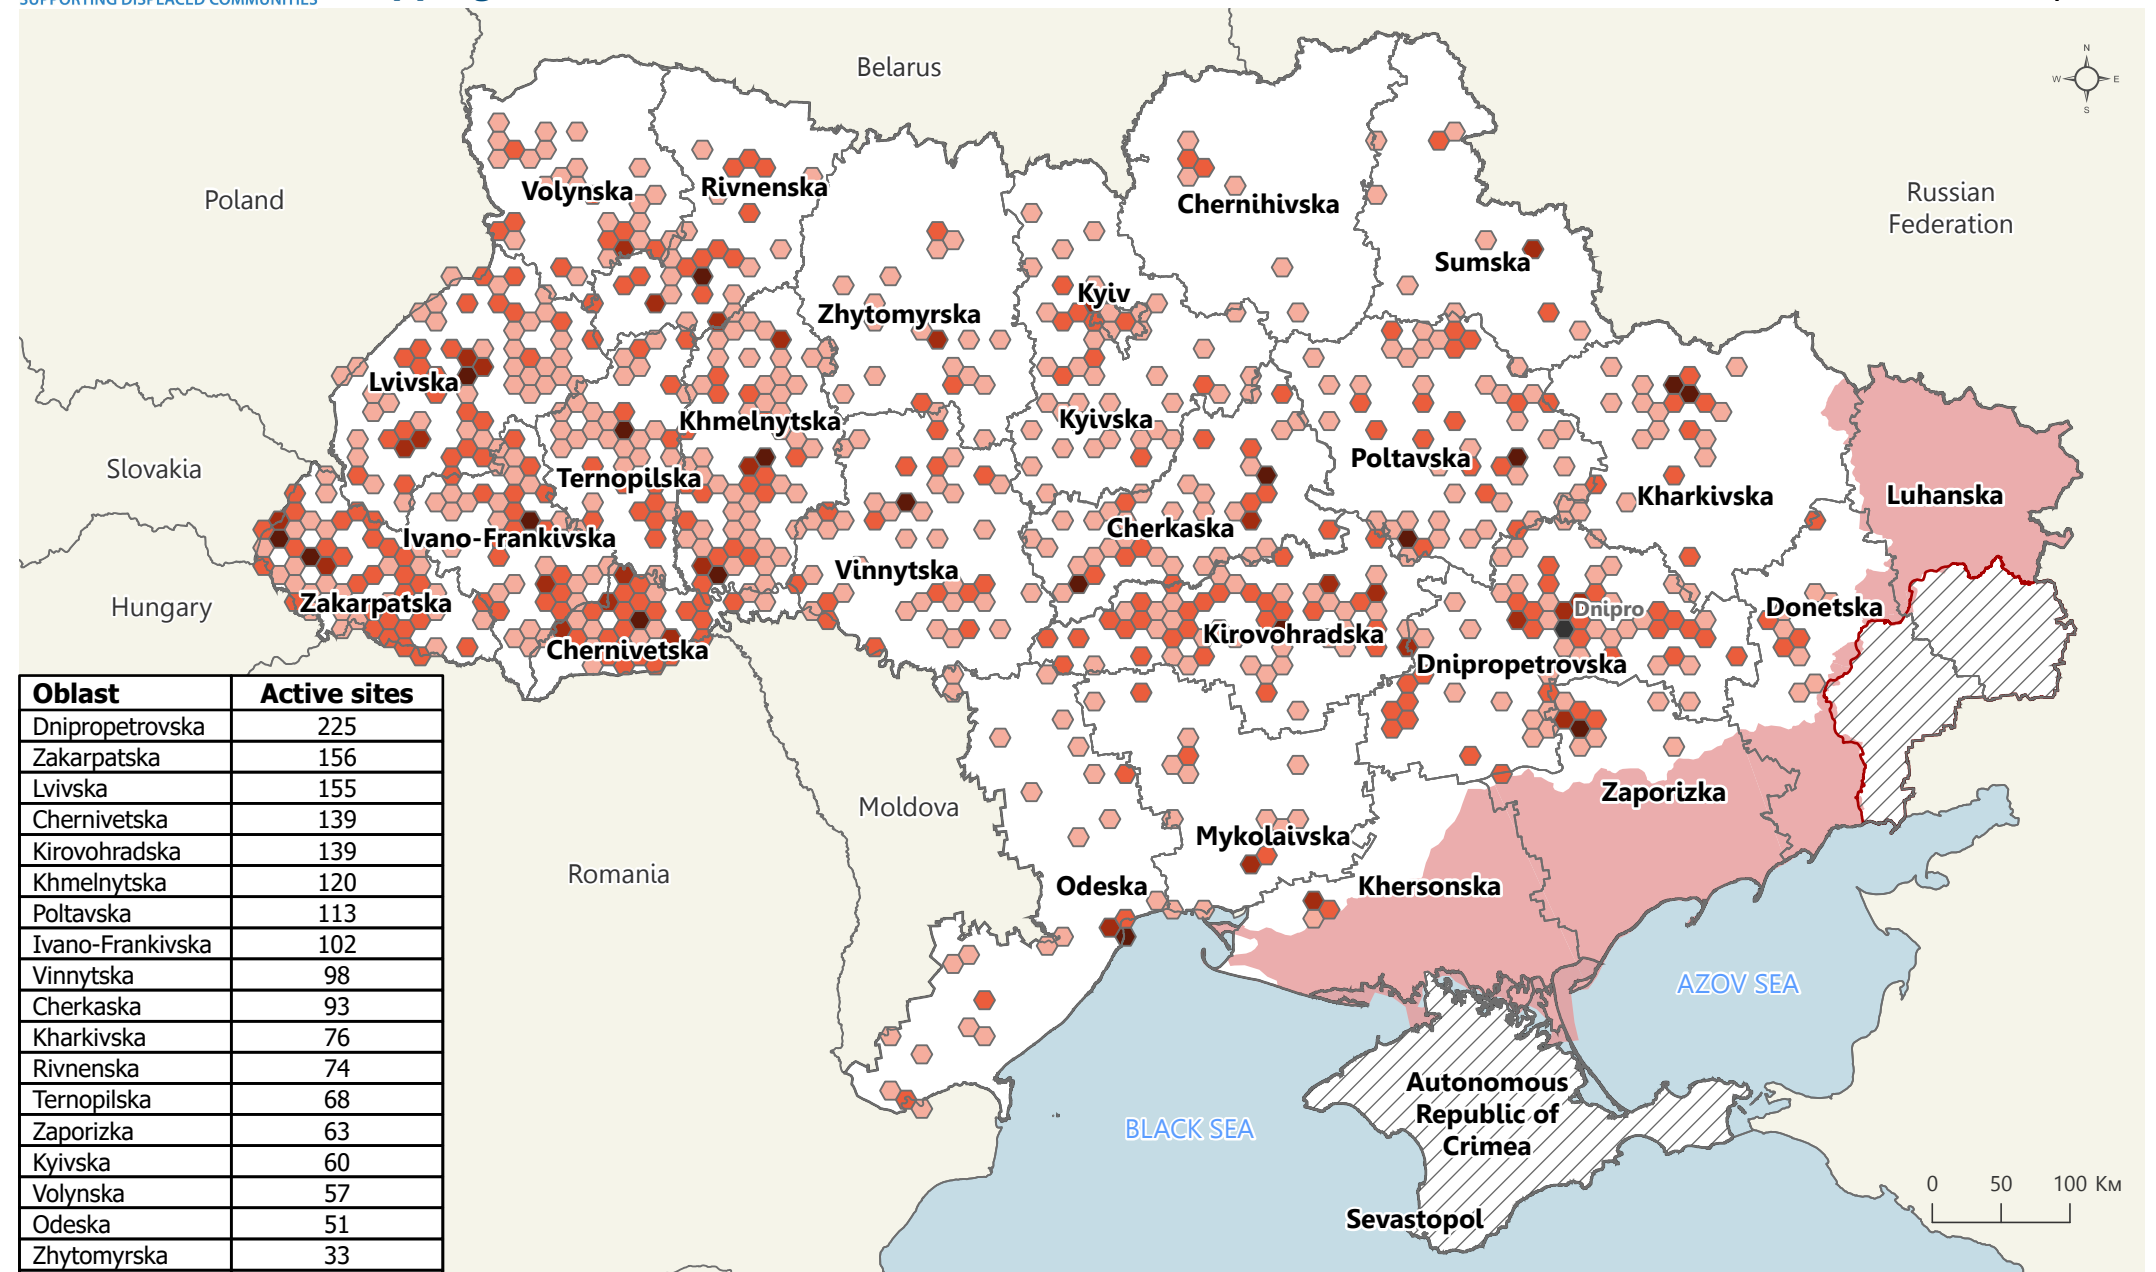 SUPPORTING DISPLACED COMMUNITIES
Belarus
N
W E
S
Poland
Volynska
Rivnenska
Chernihivska
Russian
Federation
Sumska
Kyiv
Zhytomyrska
Lvivska
Khmelnytska
Kyivska
Slovakia
Ternopilska
Poltavska
Kharkivska
Luhanska
Ivano-Frankivska
Cherkaska
Vinnytska
Hungary
Zakarpatska
Dnipro
Donetska
Kirovohradska
Chernivetska
Dnipropetrovska
Oblast Active sites
Dnipropetrovska 225
Zakarpatska 156
Lvivska 155
Chernivetska 139
Kirovohradska 139
Khmelnytska 120
Poltavska 113
Ivano-Frankivska 102
Vinnytska 98
Cherkaska 93
Kharkivska 76
Rivnenska 74
Ternopilska 68
Zaporizka 63
Kyivska 60
Volynska 57
Odeska 51
Zhytomyrska 33
Moldova
Romania
Zaporizka
Mykolaivska
Odeska
Khersonska
AZOV SEA
BLACK SEA
Autonomous
Republic of
Crimea
Sevastopol
0 50 100 Км